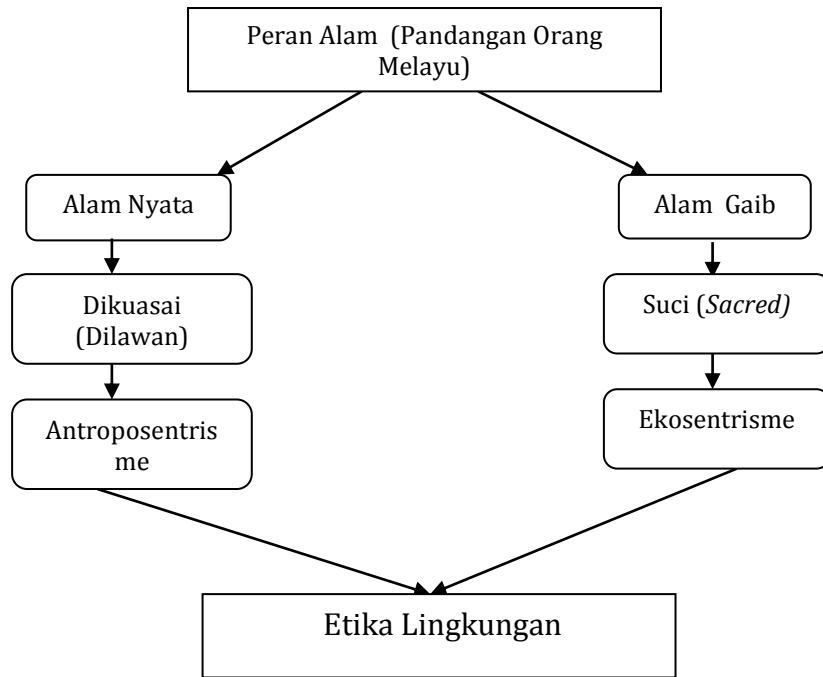 Peran Alam (Pandangan Orang
Melayu)
Alam Nyata
Alam Gaib
Dikuasai
(Dilawan)
Suci (Sacred)
Antroposentris
me
Ekosentrisme
Etika Lingkungan